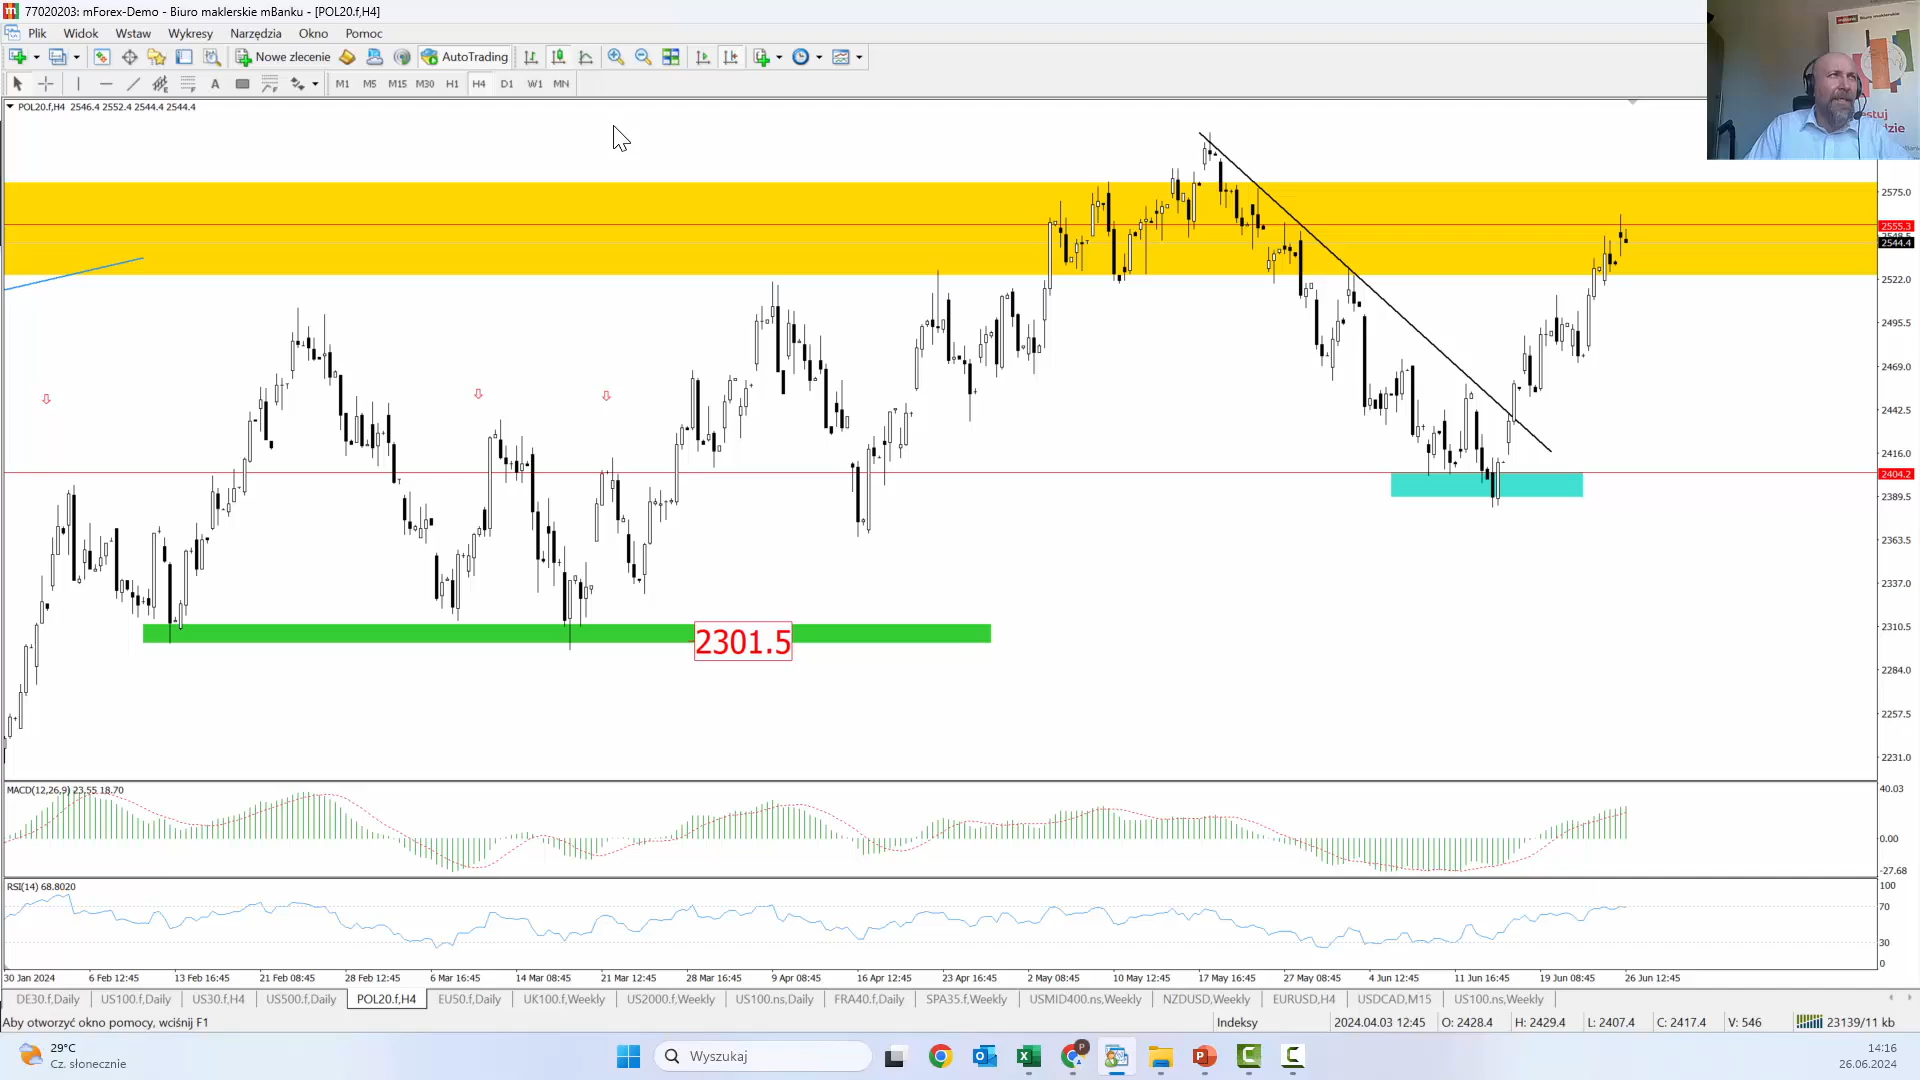 77020203: mForex-Demo - Biuro maklerskie mBanku - [POL20.f,H4]
Plik Widok Wstaw Wykresy Narzędzia Okno Pomoc
Nowe zlecenie AutoTrading
A M1 M5 M15 M30 H1 H4 D1 W1 MN
POL20.f,H4 2546.4 2552.4 2544.4 2544.4
2575.0
2555.3
2544.4
2522.0
2495.5
2469.0
2442.5
2416.0
2404.2
2389.5
2363.5
2337.0
2310.5
2301.5
2284.0
2257.5
2231.0
MACD(12,26,9) 23.55 18.70
40.03
0.00
-27.68
RSI(14) 68.8020
100
70
30
0
30 Jan 2024 6 Feb 12:45 13 Feb 16:45 21 Feb 08:45 28 Feb 12:45 6 Mar 16:45 14 Mar 08:45 21 Mar 12:45 28 Mar 16:45 9 Apr 08:45 16 Apr 12:45 23 Apr 16:45 2 May 08:45 10 May 12:45 17 May 16:45 27 May 08:45 4 Jun 12:45 11 Jun 16:45 19 Jun 08:45 26 Jun 12:45
DE30.f,Daily US100.f,Daily US30.f,H4 US500.f,Daily POL20.f,H4 EU50.f,Daily UK100.f,Weekly US2000.f,Weekly US100.ns,Daily FRA40.f,Daily SPA35.f,Weekly USMID400.ns,Weekly NZDUSD,Weekly EURUSD,H4 USDCAD,M15 US100.ns,Weekly
Aby otworzyć okno pomocy, wciśnij F1 Indeksy 2024.04.03 12:45 O: 2428.4 H: 2429.4 L: 2407.4 C: 2417.4 V: 546 23139/11 kb
29°C
Cz. słonecznie
Wyszukaj
14:16
26.06.2024